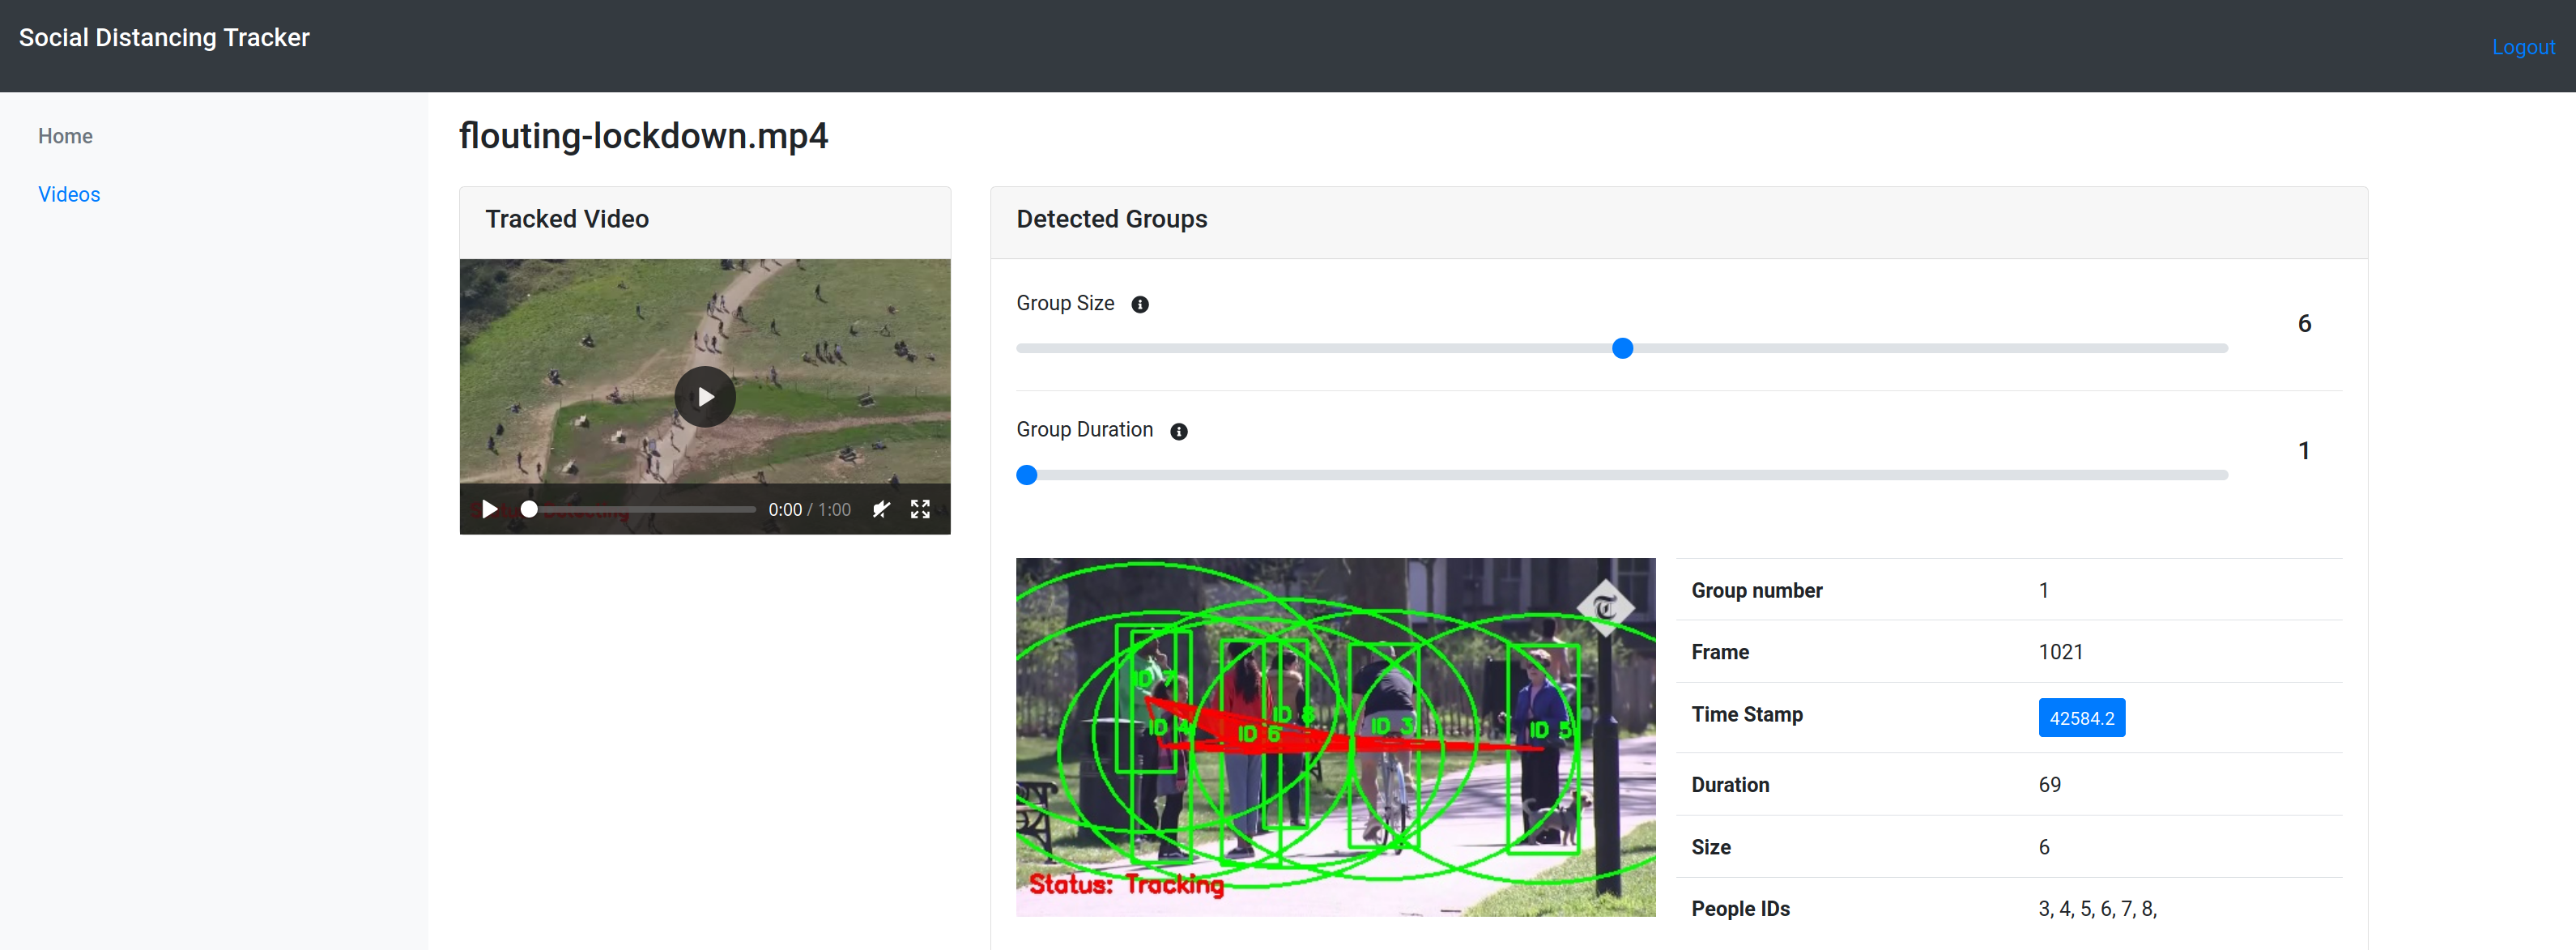 Social Distancing Tracker
Logout
Home
Videos
flouting-lockdown.mp4
Tracked Video
0:00 / 1:00
Detected Groups
Group Size
6
Group Duration
1
ID 7
ID 4
ID 6
ID 8
ID 3
ID 5
Status: Tracking
Group number 1
Frame 1021
Time Stamp 42584.2
Duration 69
Size 6
People IDs 3, 4, 5, 6, 7, 8,